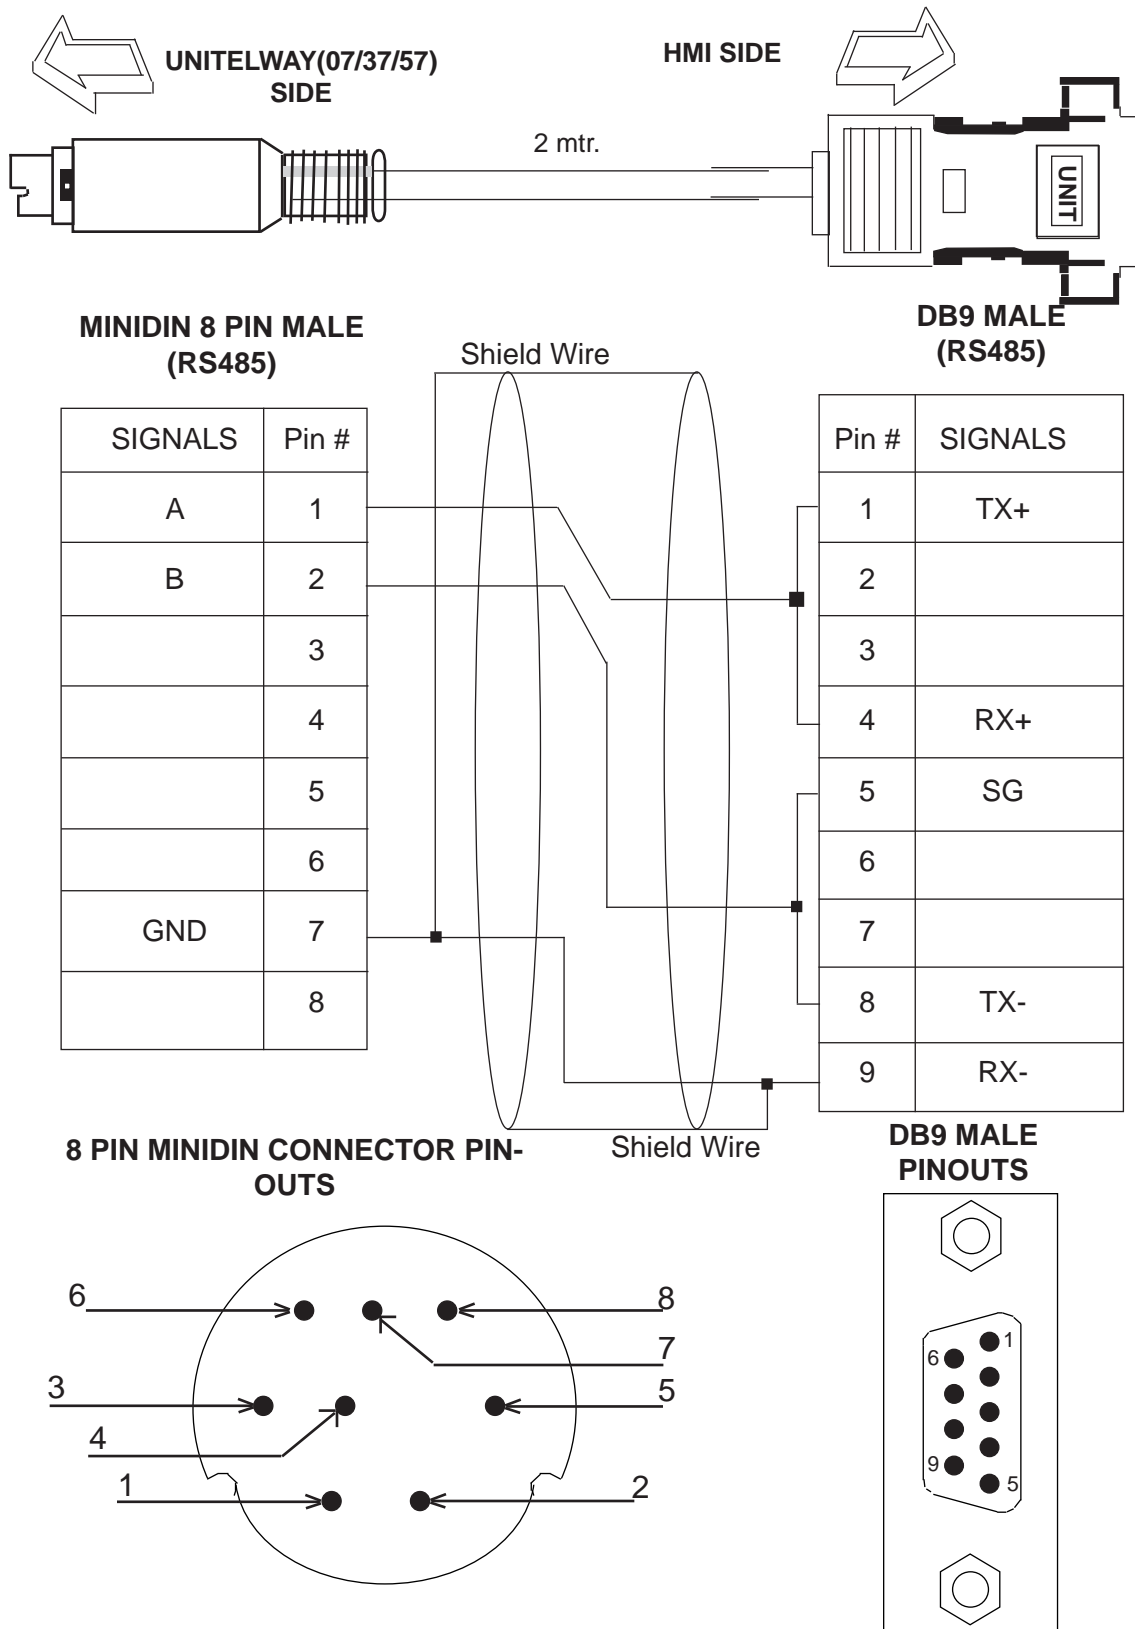 UNITELWAY(07/37/57)
SIDE
HMI SIDE
2 mtr.
UNIT
MINIDIN 8 PIN MALE
(RS485)
DB9 MALE
(RS485)
Shield Wire
SIGNALS Pin #
A 1
B 2
3
4
5
6
GND 7
8
Pin # SIGNALS
1 TX+
2
3
4 RX+
5 SG
6
7
8 TX-
9 RX-
Shield Wire
8 PIN MINIDIN CONNECTOR PIN-
OUTS
6
8
7
3
5
4
1
2
DB9 MALE
PINOUTS
1
6
9
5